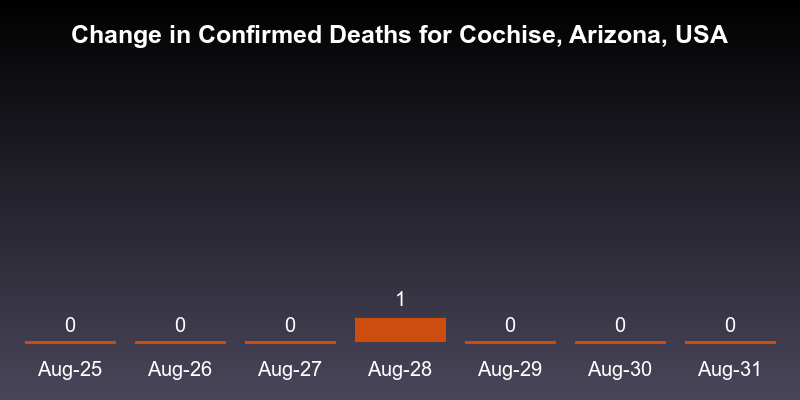 Change in Confirmed Deaths for Cochise, Arizona, USA
1
0 0 0 0 0 0
Aug-25 Aug-26 Aug-27 Aug-28 Aug-29 Aug-30 Aug-31